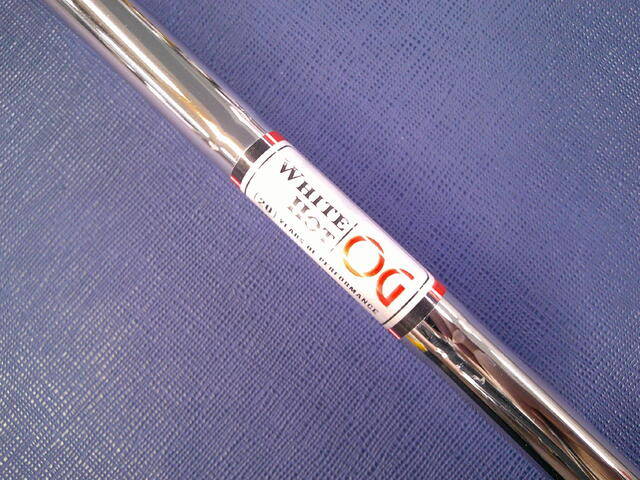 WHITE
HOT
OG
(20) YEARS OF PERFORMANCE